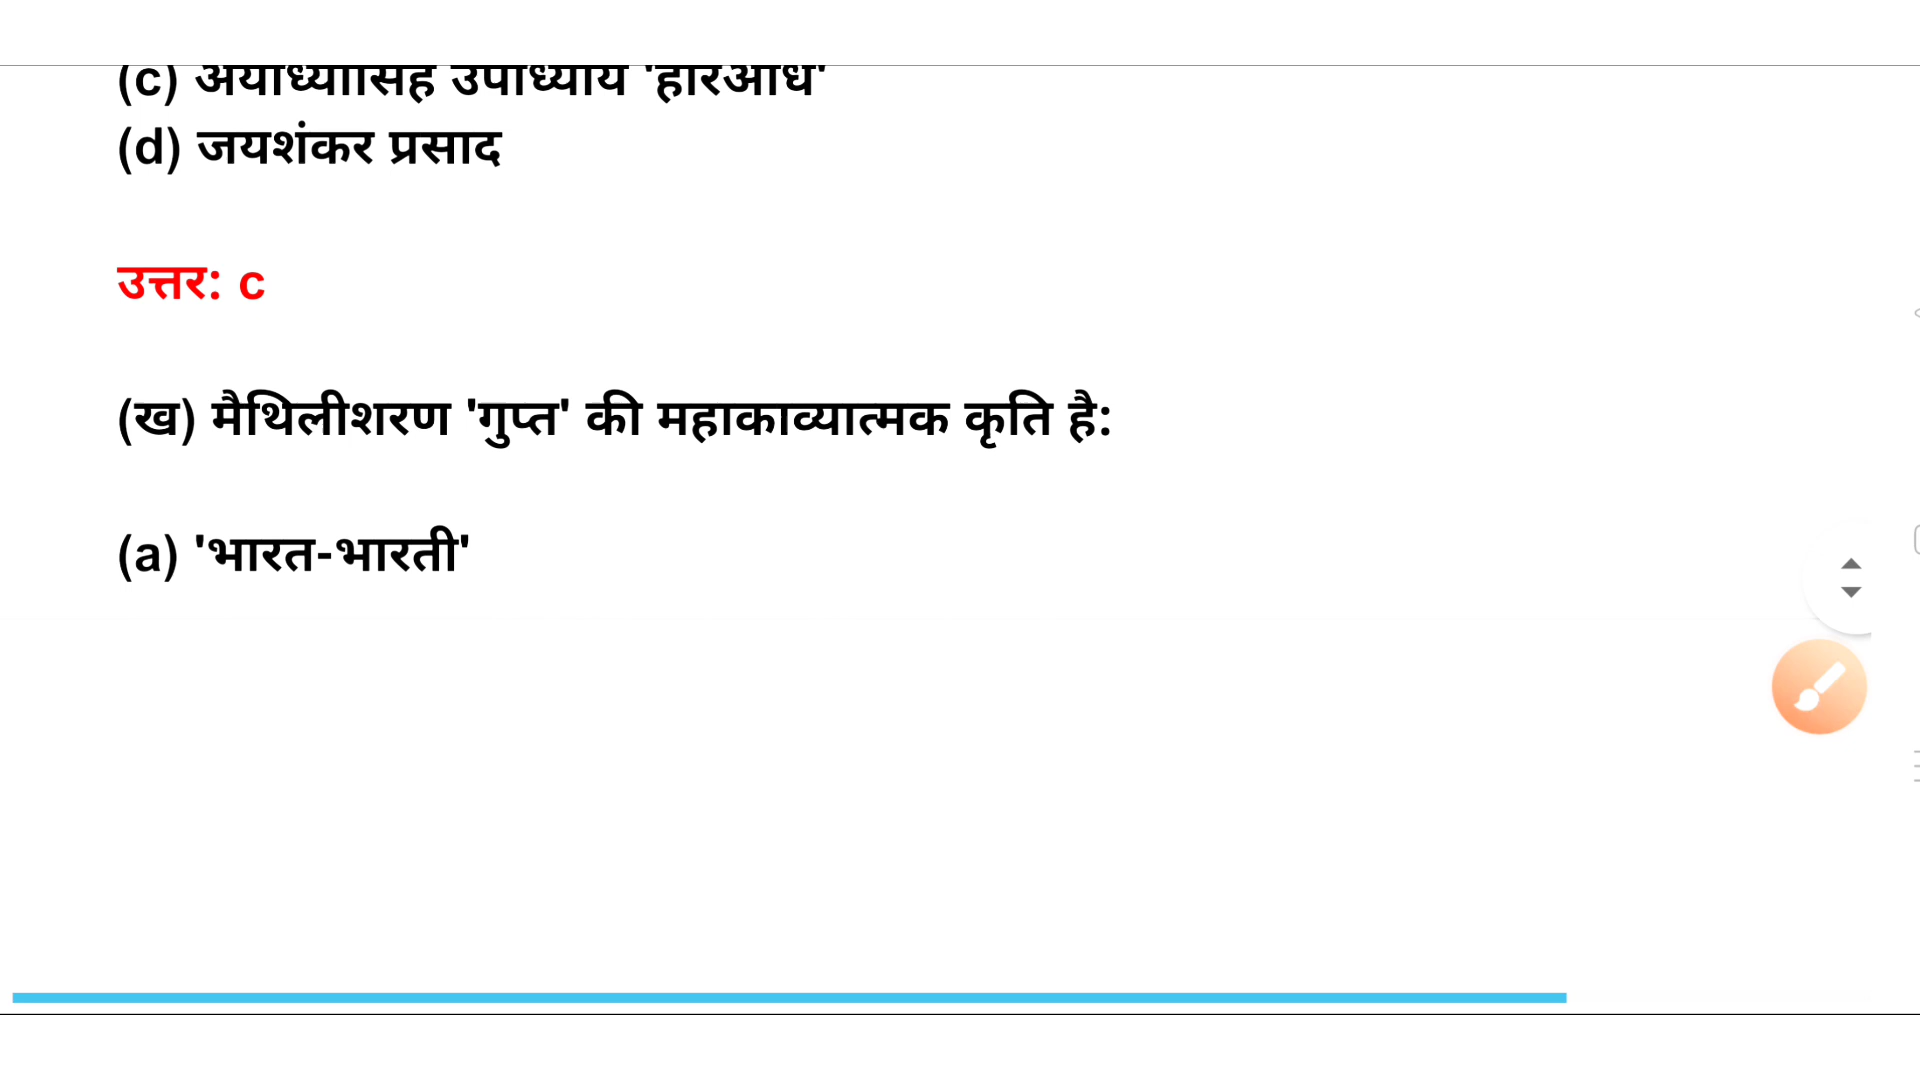 (c) अयोध्यासिंह उपाध्याय 'हरिऔध'
(d) जयशंकर प्रसाद
उत्तर: c
(ख) मैथिलीशरण 'गुप्त' की महाकाव्यात्मक कृति है:
(a) 'भारत-भारती'